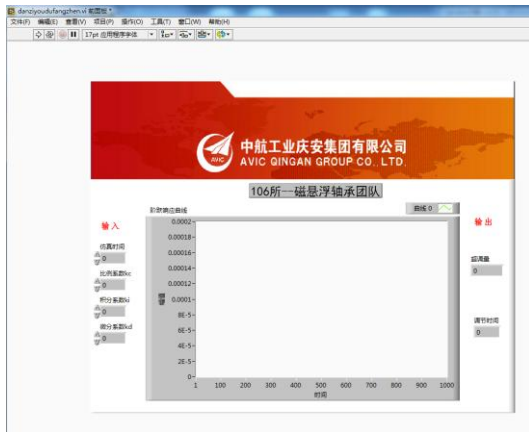 danziyoudufangzhen.vi 前面板 *
文件(F) 编辑(E) 查看(V) 项目(P) 操作(O) 工具(T) 窗口(W) 帮助(H)
17pt 应用程序字体
AVIC
中航工业庆安集团有限公司
AVIC QINGAN GROUP CO., LTD.
106所--磁悬浮轴承团队
输入
仿真时间
0
比例系数kc
0
积分系数ki
0
微分系数kd
0
阶跃响应曲线
曲线 0
幅值
0.0002
0.00018
0.00016
0.00014
0.00012
0.0001
8E-5
6E-5
4E-5
2E-5
0
1 100 200 300 400 500 600 700 800 900 1000
时间
输出
超调量
0
调节时间
0